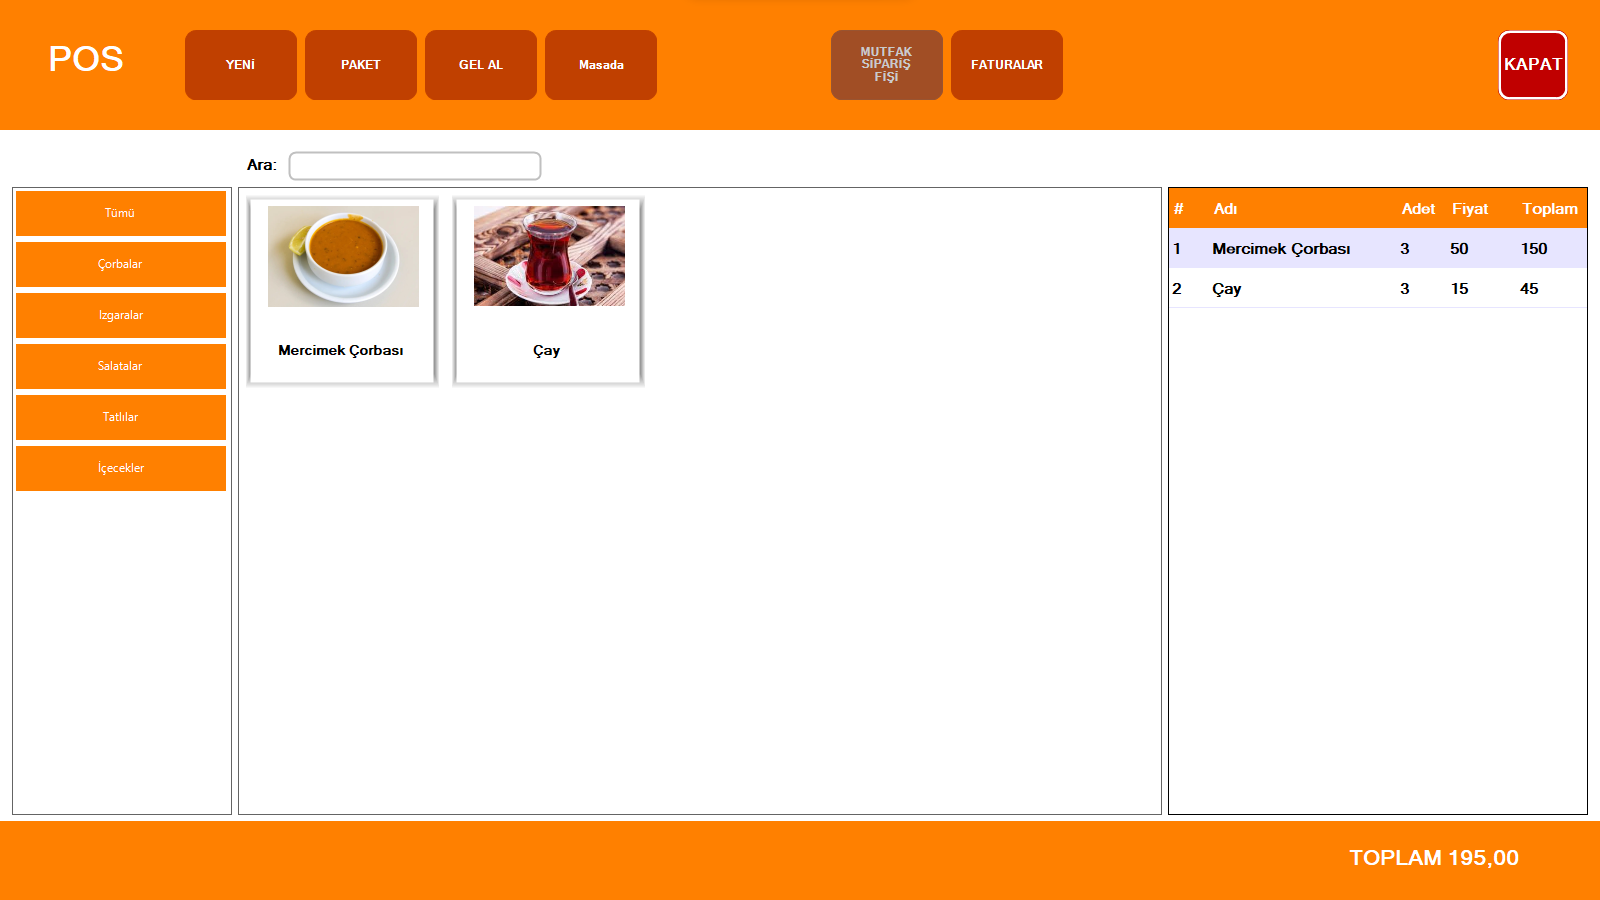 POS
YENİ
PAKET
GEL AL
Masada
MUTFAK
SİPARİŞ
FİŞİ
FATURALAR
KAPAT
Ara:
Tümü
Çorbalar
Izgaralar
Salatalar
Tatlılar
İçecekler
Mercimek Çorbası
Çay
# Adı Adet Fiyat Toplam
1 Mercimek Çorbası 3 50 150
2 Çay 3 15 45
TOPLAM 195,00